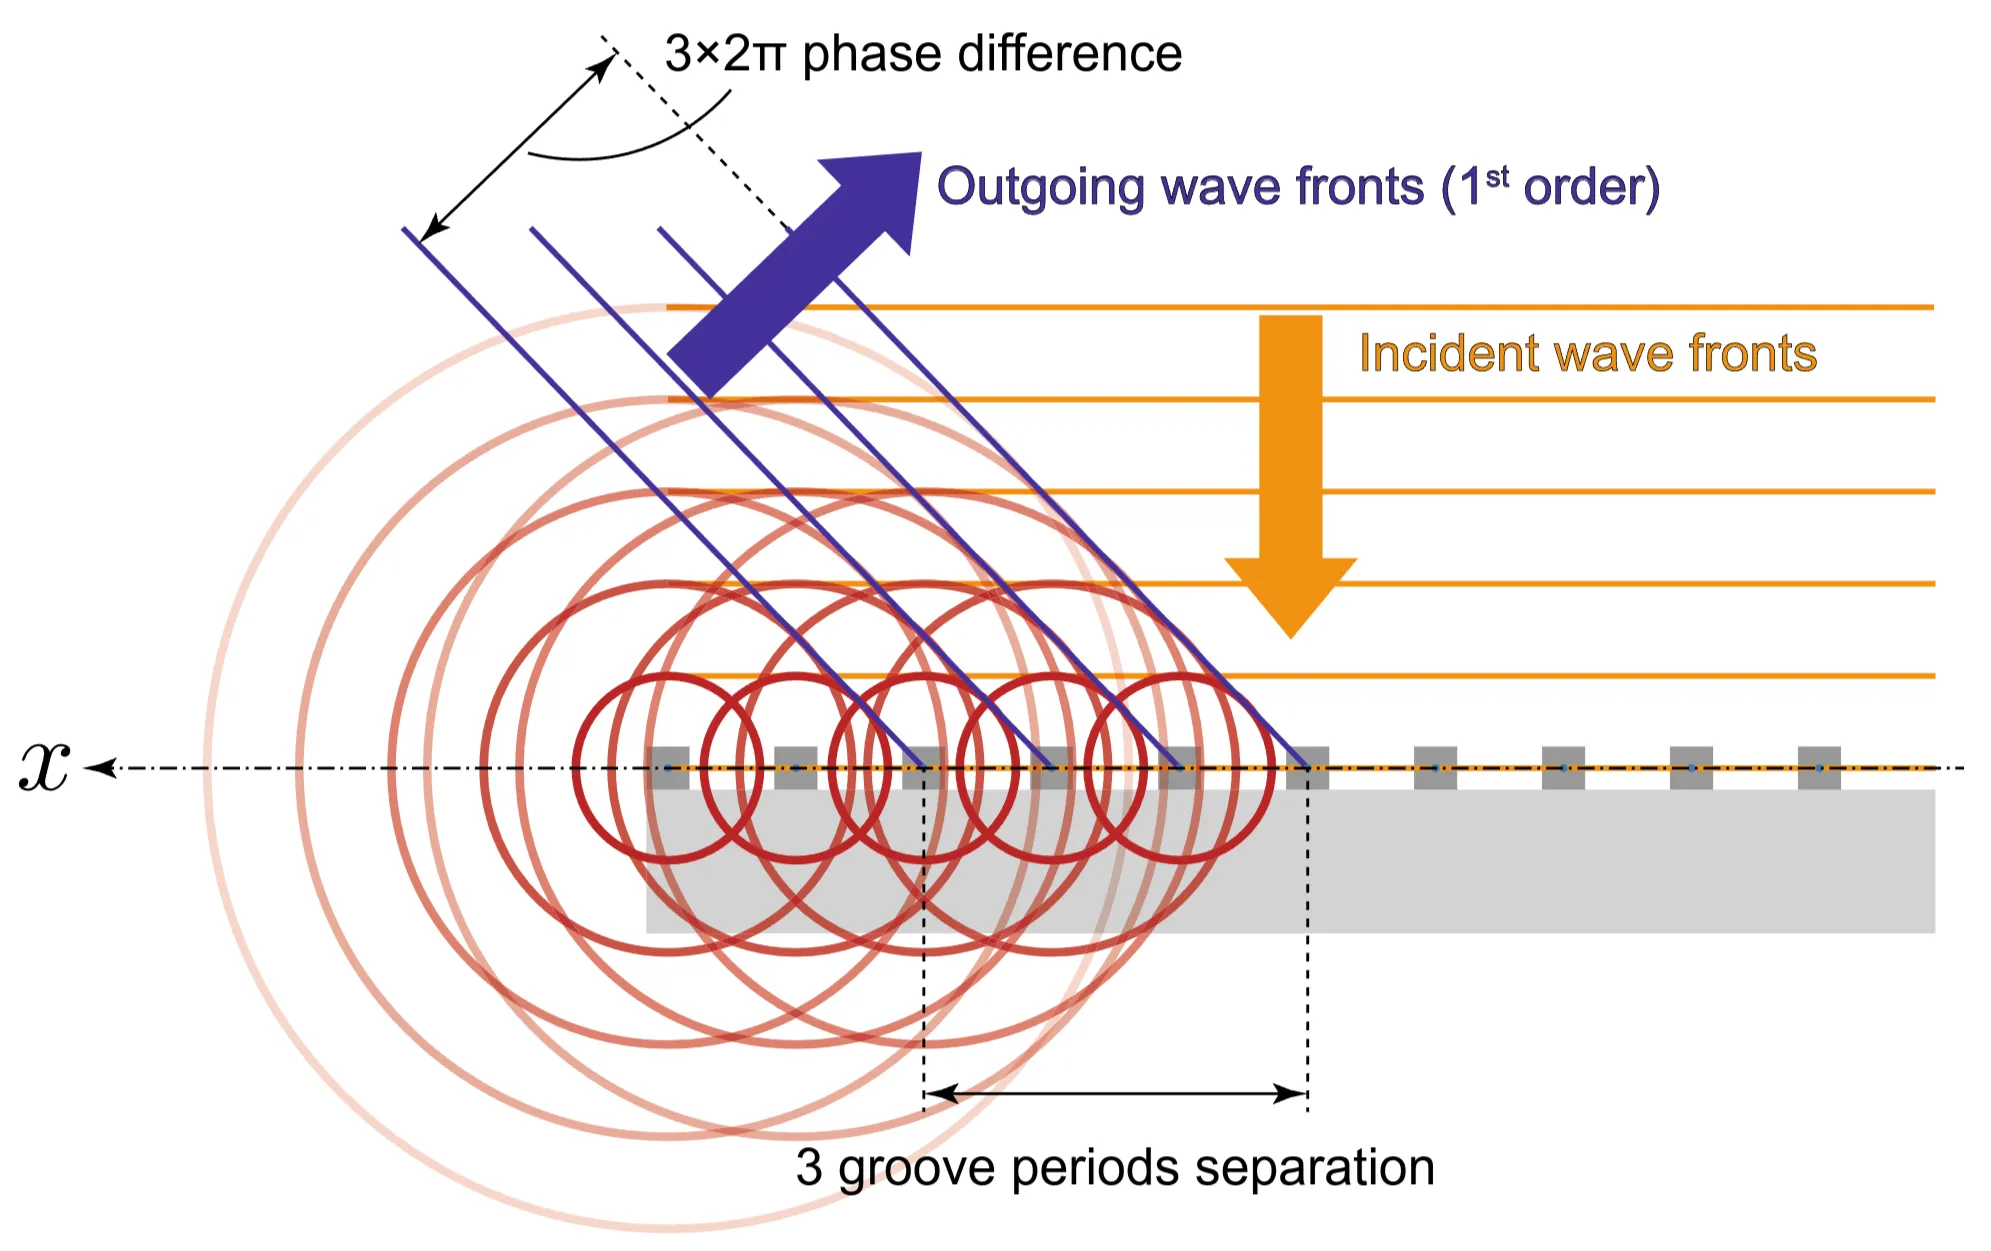 3×2π phase difference
Outgoing wave fronts (1st order)
Incident wave fronts
x
3 groove periods separation